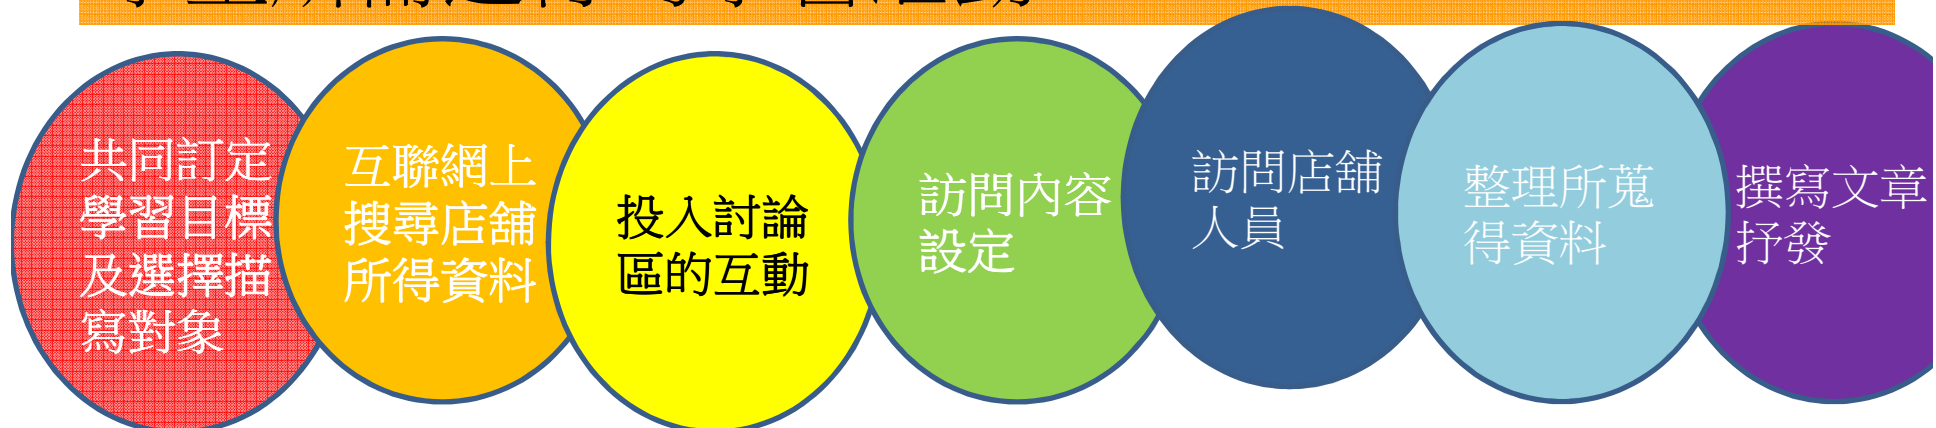 共同訂定
學習目標
及選擇描
寫對象
互聯網上
搜尋店舖
所得資料
投入討論
區的互動
訪問內容
設定
訪問店舖
人員
整理所蒐
得資料
撰寫文章
抒發